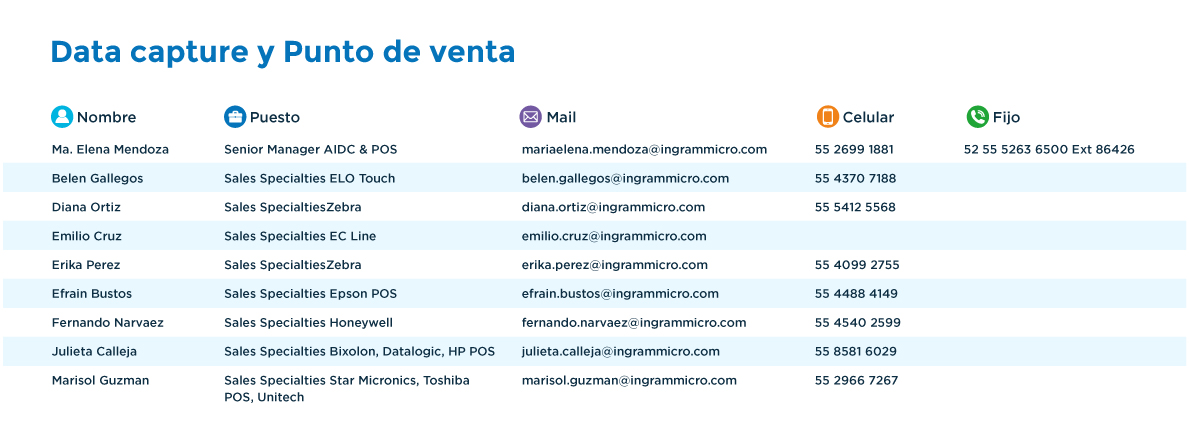 Data capture y Punto de venta
Nombre Puesto Mail Celular Fijo
Ma. Elena Mendoza Senior Manager AIDC & POS mariaelena.mendoza@ingrammicro.com 55 2699 1881 52 55 5263 6500 Ext 86426
Belen Gallegos Sales Specialties ELO Touch belen.gallegos@ingrammicro.com 55 4370 7188
Diana Ortiz Sales SpecialtiesZebra diana.ortiz@ingrammicro.com 55 5412 5568
Emilio Cruz Sales Specialties EC Line emilio.cruz@ingrammicro.com
Erika Perez Sales SpecialtiesZebra erika.perez@ingrammicro.com 55 4099 2755
Efrain Bustos Sales Specialties Epson POS efrain.bustos@ingrammicro.com 55 4488 4149
Fernando Narvaez Sales Specialties Honeywell fernando.narvaez@ingrammicro.com 55 4540 2599
Julieta Calleja Sales Specialties Bixolon, Datalogic, HP POS julieta.calleja@ingrammicro.com 55 8581 6029
Marisol Guzman Sales Specialties Star Micronics, Toshiba marisol.guzman@ingrammicro.com 55 2966 7267
POS, Unitech